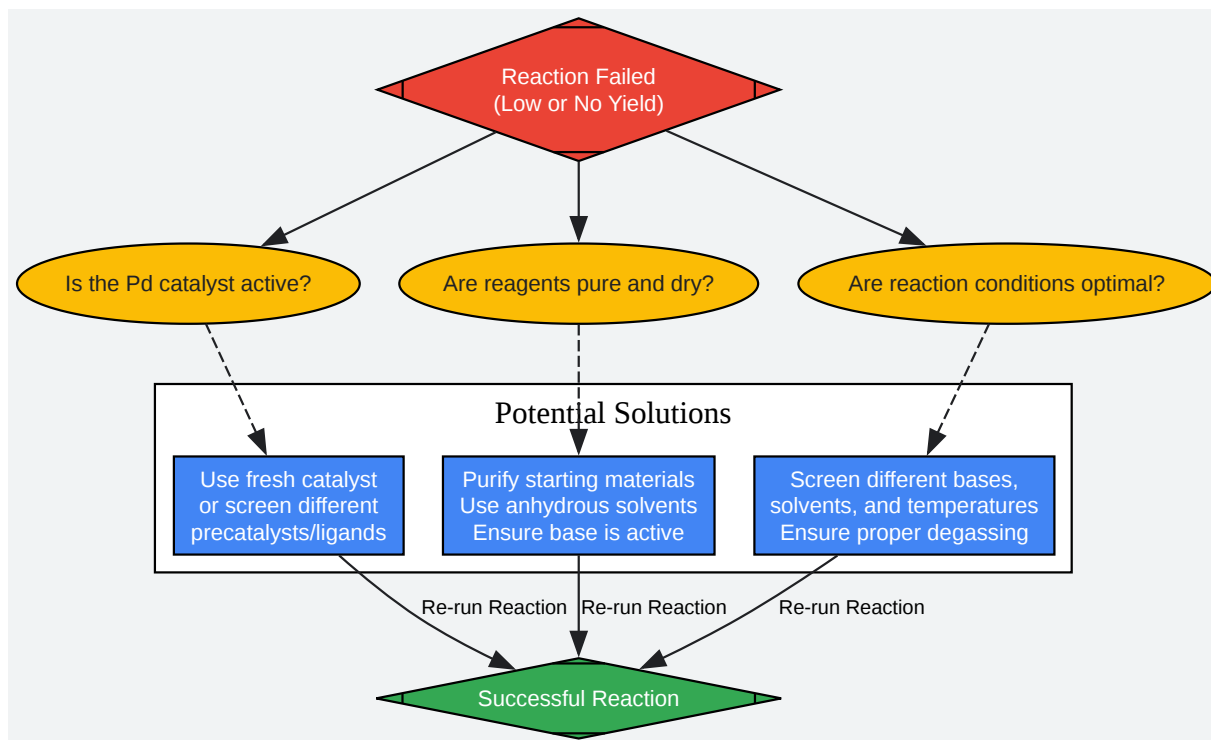 Reaction Failed
(Low or No Yield)
Is the Pd catalyst active?
Are reagents pure and dry?
Are reaction conditions optimal?
Potential Solutions
Use fresh catalyst
or screen different
precatalysts/ligands
Purify starting materials
Use anhydrous solvents
Ensure base is active
Screen different bases,
solvents, and temperatures
Ensure proper degassing
Re-run Reaction
Re-run Reaction
Re-run Reaction
Successful Reaction